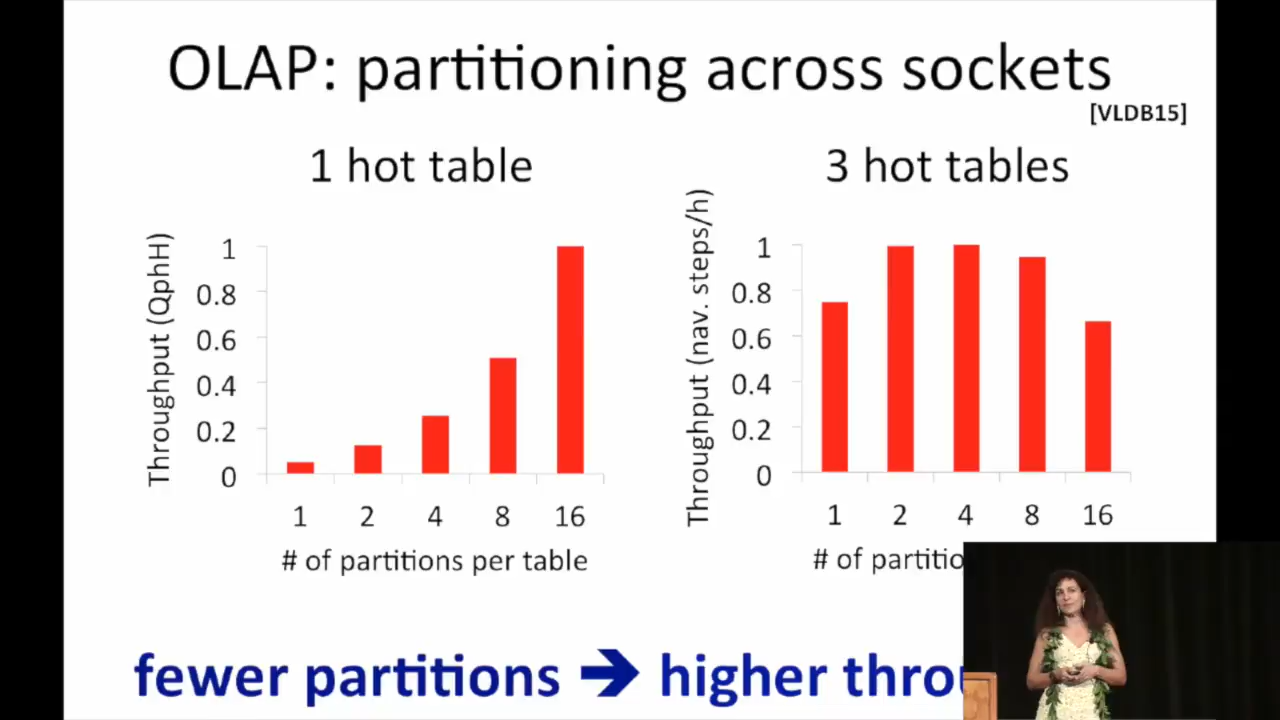 OLAP: partitioning across sockets
[VLDB15]
1 hot table
Throughput (QphH)
1
0.8
0.6
0.4
0.2
0
1 2 4 8 16
# of partitions per table
3 hot tables
Throughput (nav. steps/h)
1
0.8
0.6
0.4
0.2
0
1 2 4 8 16
# of
fewer partitions → higher